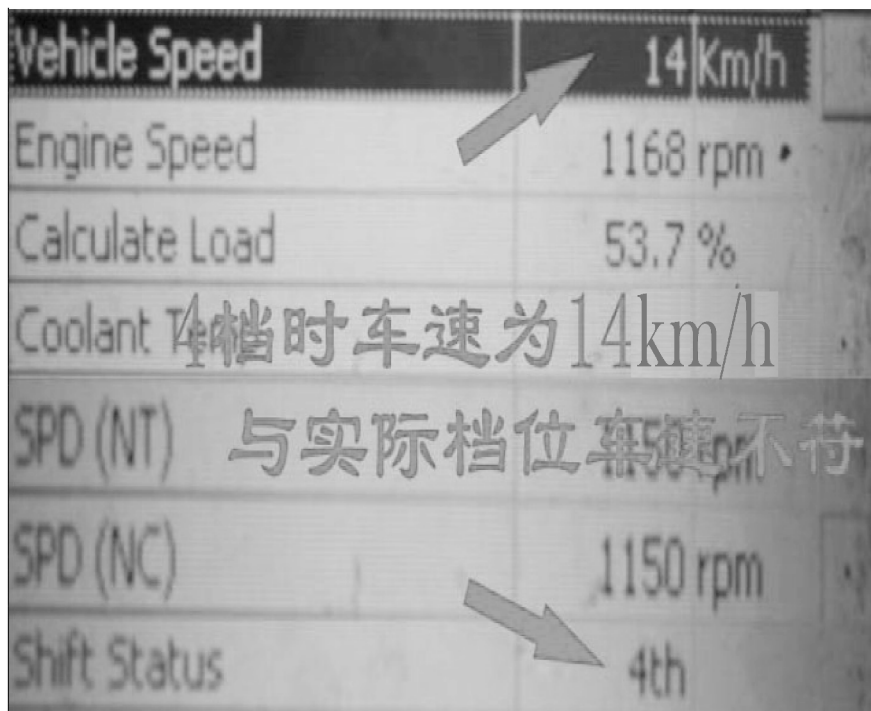 Vehicle Speed 14 Km/h
Engine Speed 1168 rpm
Calculate Load 53.7 %
Coolant
4档时车速为14km/h
SPD (NT) rpm
与实际档位车速不符
SPD (NC) 1150 rpm
Shift Status 4th